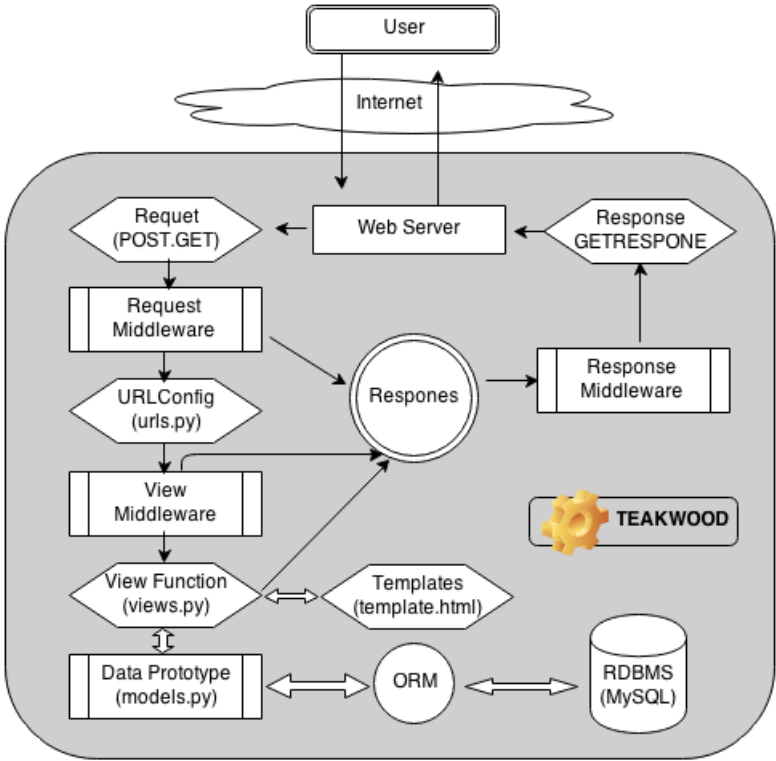 User
Internet
Requet
(POST.GET)
Web Server
Response
GETRESPONE
Request
Middleware
Respones
Response
Middleware
URLConfig
(urls.py)
View
Middleware
TEAKWOOD
View Function
(views.py)
Templates
(template.html)
Data Prototype
(models.py)
ORM
RDBMS
(MySQL)